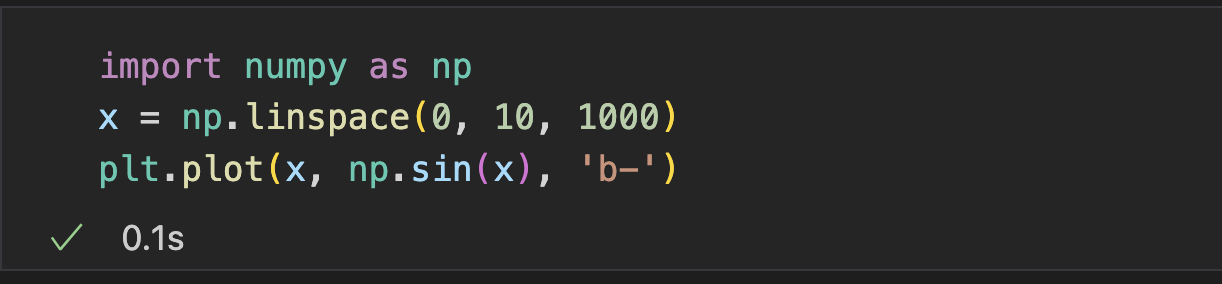 import numpy as np
x = np.linspace(0, 10, 1000)
plt.plot(x, np.sin(x), 'b-')
✓ 0.1s